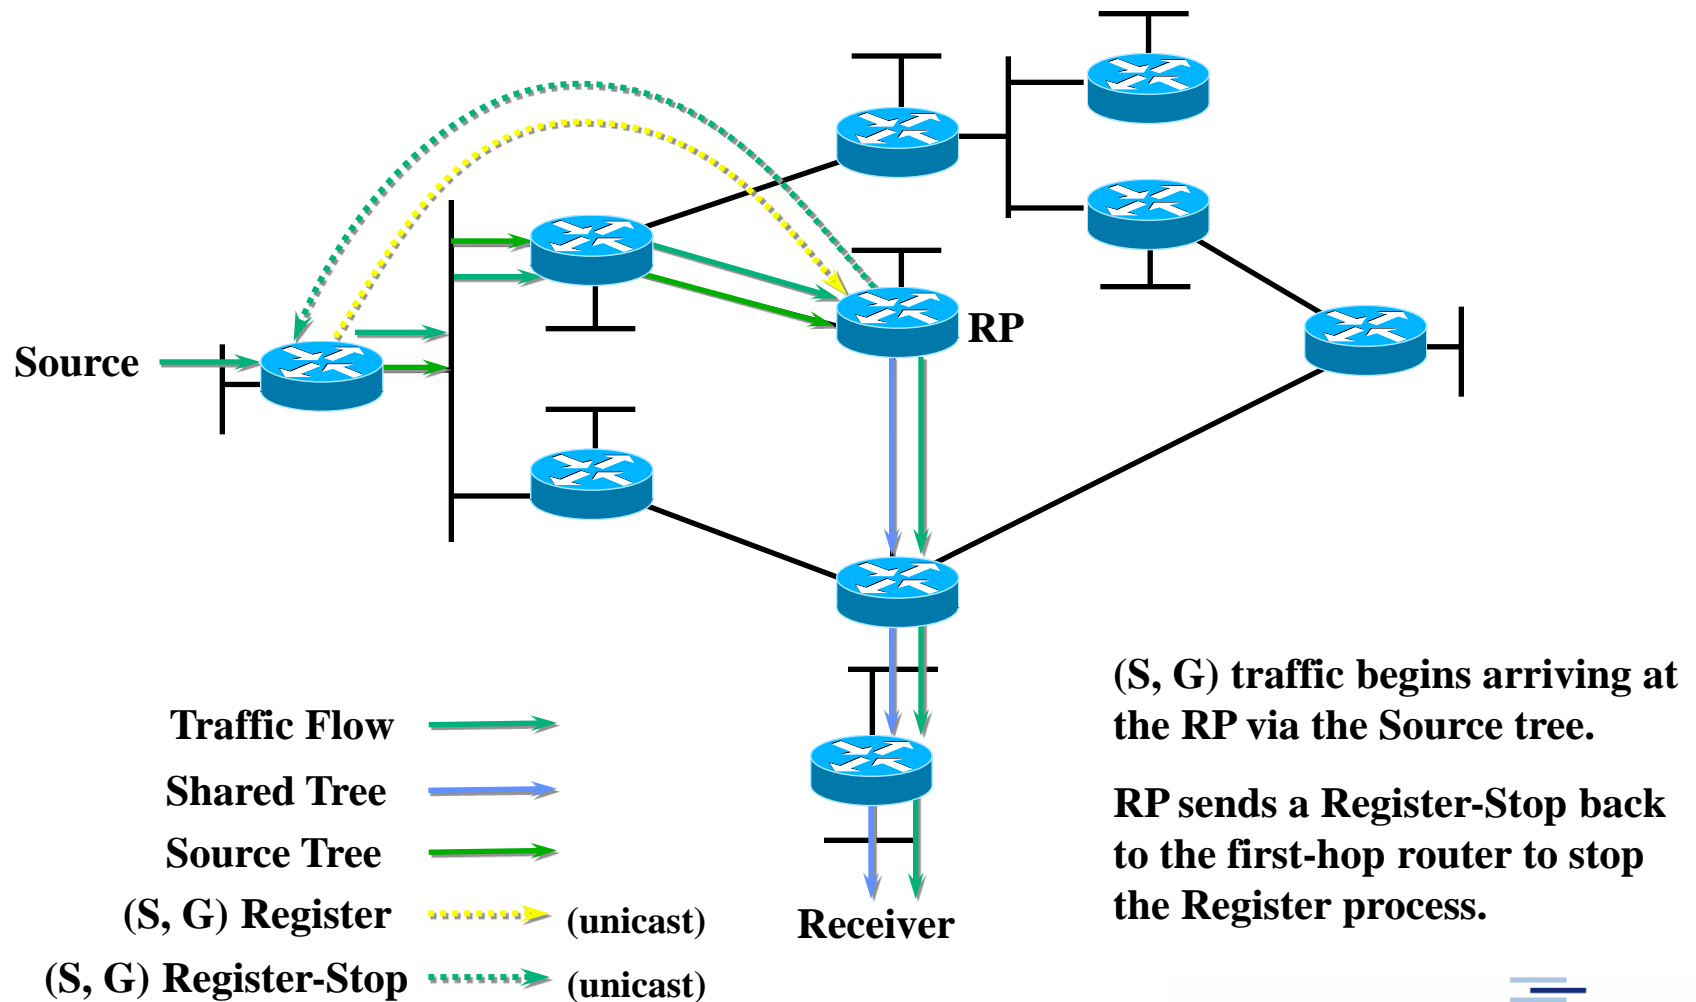 Source
RP
Traffic Flow
Shared Tree
Source Tree
(S, G) Register
(unicast)
(S, G) Register-Stop
(unicast)
Receiver
(S, G) traffic begins arriving at
the RP via the Source tree.
RP sends a Register-Stop back
to the first-hop router to stop
the Register process.